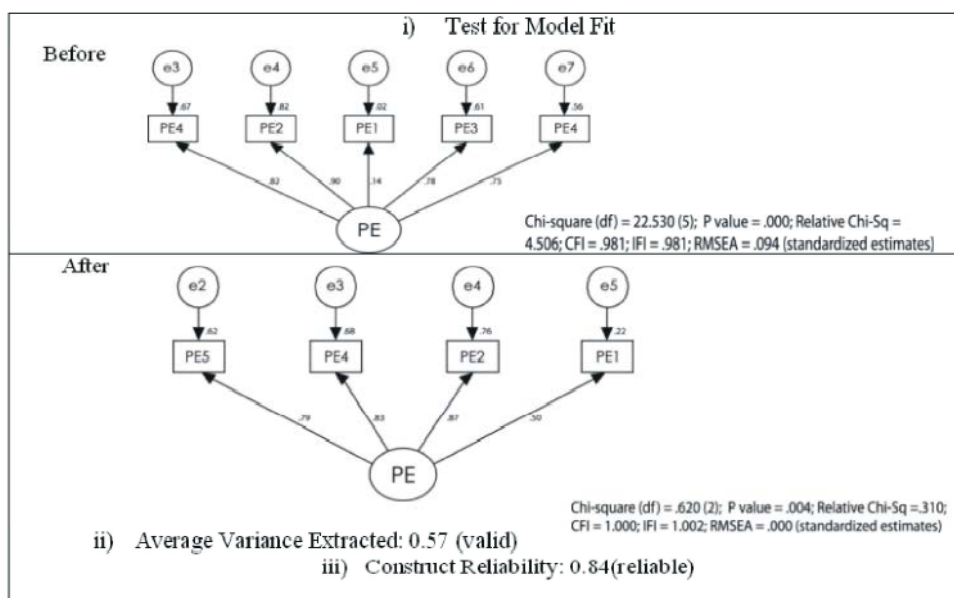 i) Test for Model Fit
Before
e3 e4 e5 e6 e7
.67 .82 .02 .61 .56
PE4 PE2 PE1 PE3 PE4
.82 .90 .14 .78 .75
PE
Chi-square (df) = 22.530 (5); P value = .000; Relative Chi-Sq =
4.506; CFI = .981; IFI = .981; RMSEA = .094 (standardized estimates)
After
e2 e3 e4 e5
.62 .68 .76 .22
PE5 PE4 PE2 PE1
.79 .83 .87 .50
PE
Chi-square (df) = .620 (2); P value = .004; Relative Chi-Sq =.310;
CFI = 1.000; IFI = 1.002; RMSEA = .000 (standardized estimates)
ii) Average Variance Extracted: 0.57 (valid)
iii) Construct Reliability: 0.84(reliable)